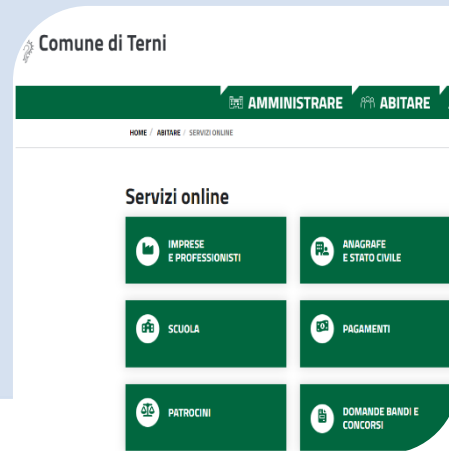 Comune di Terni
AMMINISTRARE
ABITARE
HOME / ABITARE / SERVIZI ONLINE
Servizi online
IMPRESE
E PROFESSIONISTI
ANAGRAFE
E STATO CIVILE
SCUOLA
PAGAMENTI
PATROCINI
DOMANDE BANDI E
CONCORSI